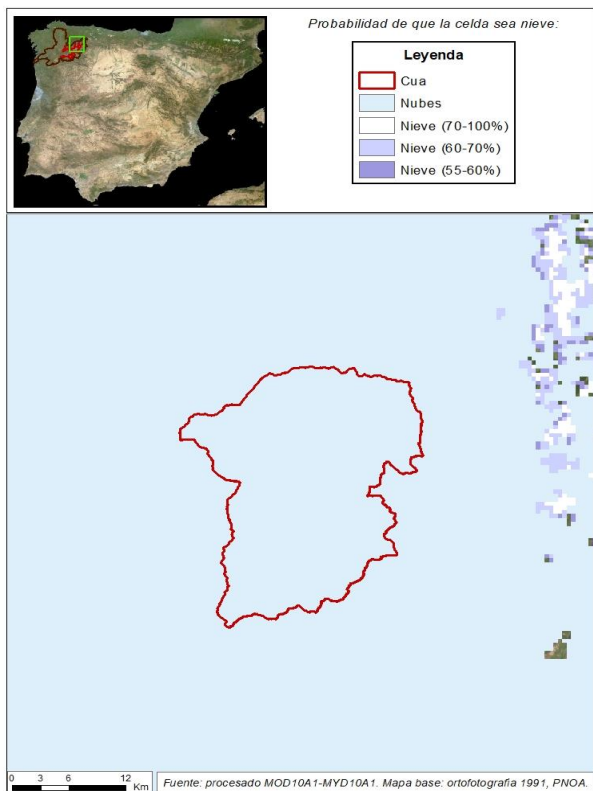 Probabilidad de que la celda sea nieve:
Leyenda
Cua
Nubes
Nieve (70-100%)
Nieve (60-70%)
Nieve (55-60%)
0 3 6 12
Km
Fuente: procesado MOD10A1-MYD10A1. Mapa base: ortofotografía 1991, PNOA.